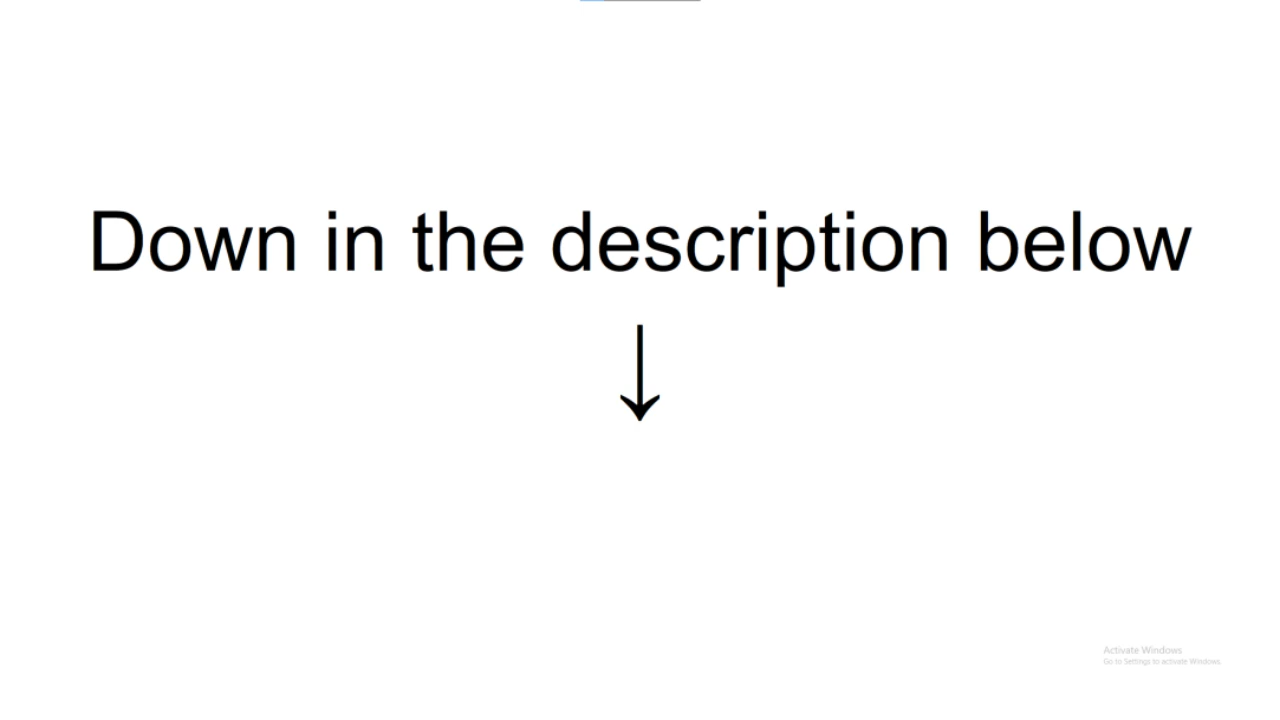 Down in the description below
↓
Activate Windows
Go to Settings to activate Windows.